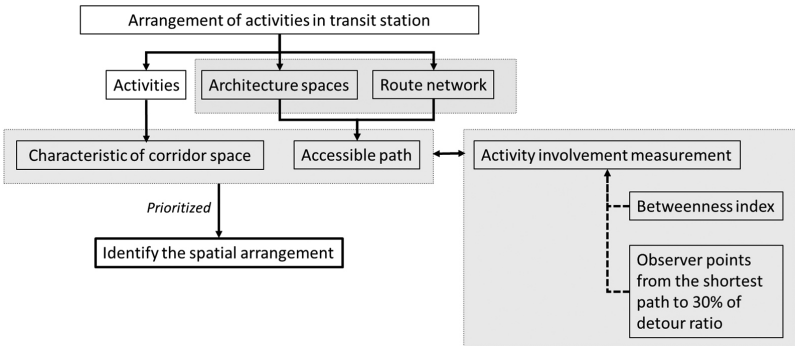 Arrangement of activities in transit station
Activities
Architecture spaces
Route network
Characteristic of corridor space
Accessible path
Activity involvement measurement
Prioritized
Betweenness index
Identify the spatial arrangement
Observer points
from the shortest
path to 30% of
detour ratio